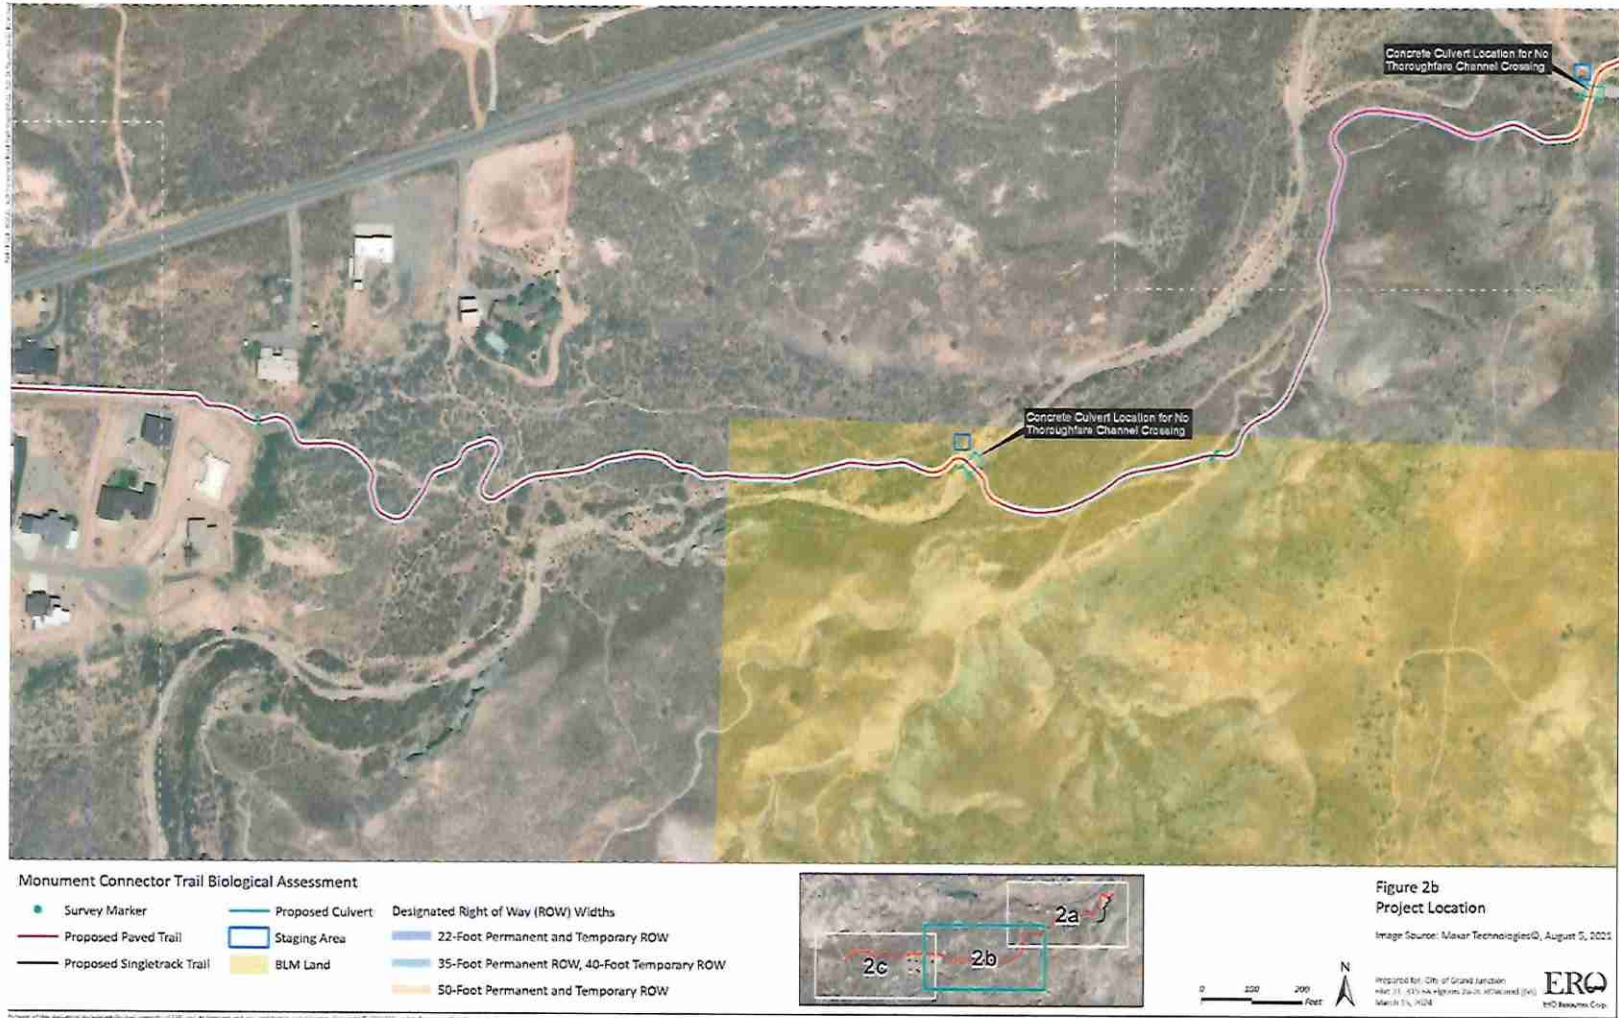 Concrete Culvert Location for No
Thoroughfare Channel Crossing
Concrete Culvert Location for No
Thoroughfare Channel Crossing
Monument Connector Trail Biological Assessment
Survey Marker
Proposed Paved Trail
Proposed Singletrack Trail
Proposed Culvert
Staging Area
BLM Land
Designated Right of Way (ROW) Widths
22-Foot Permanent and Temporary ROW
35-Foot Permanent ROW, 40-Foot Temporary ROW
50-Foot Permanent and Temporary ROW
2a
2b
2c
Figure 2b
Project Location
Image Source: Maxar Technologies©, August 5, 2021
0 100 200
Feet
N
Prepared for: City of Grand Junction
March 15, 2024
ERO
ERO Resources Corp.